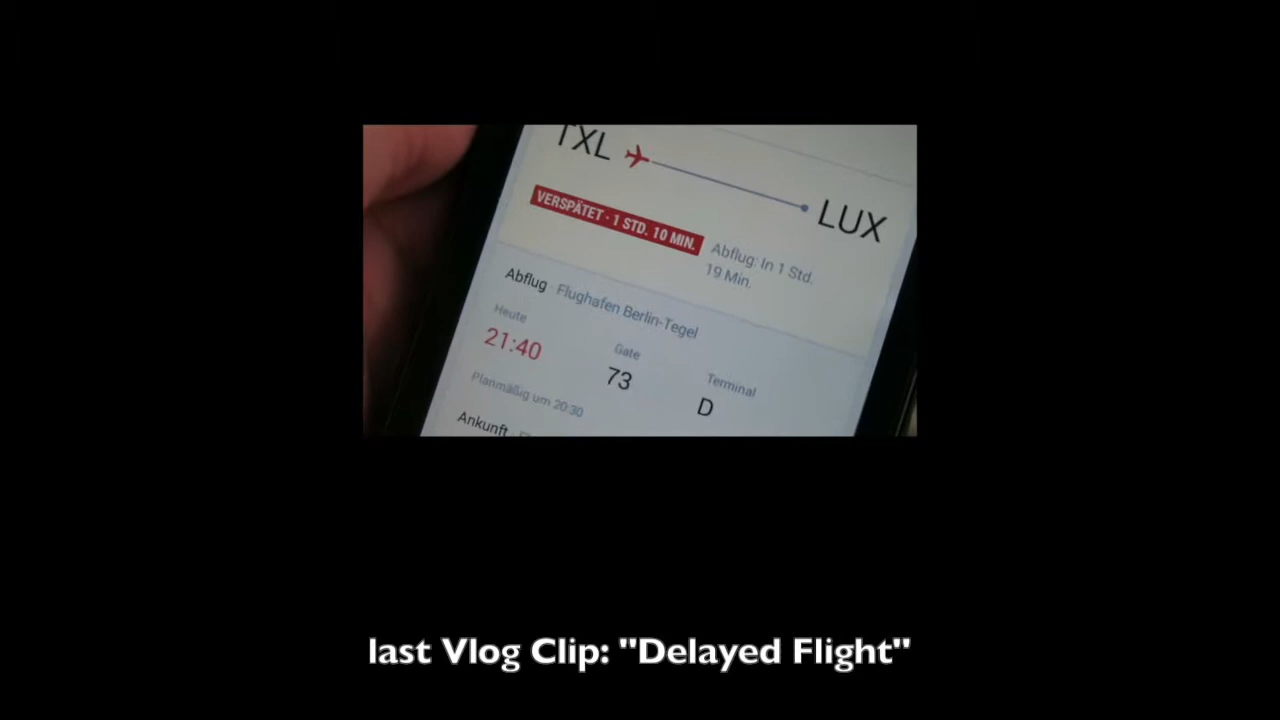 TXL
LUX
VERSPÄTET · 1 STD. 10 MIN.
Abflug: In 1 Std.
19 Min.
Abflug · Flughafen Berlin-Tegel
Heute
21:40
Gate
73
Terminal
D
Planmäßig um 20:30
Ankunft ·
last Vlog Clip: "Delayed Flight"